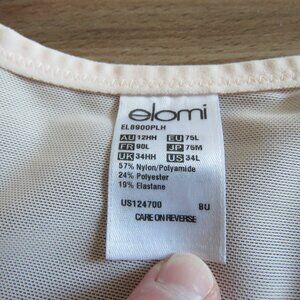 elomi
EL8900PLH
AU 12HH EU 75L
FR 90L JP 75M
UK 34HH US 34L
57% Nylon/Polyamide
24% Polyester
19% Elastane
US124700 BU
CARE ON REVERSE